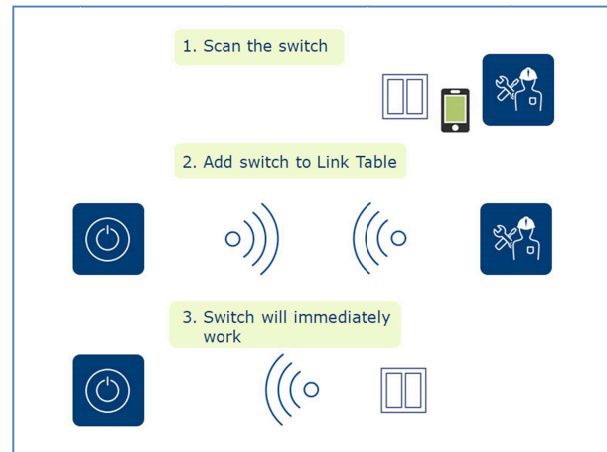 1. Scan the switch
2. Add switch to Link Table
3. Switch will immediately
work